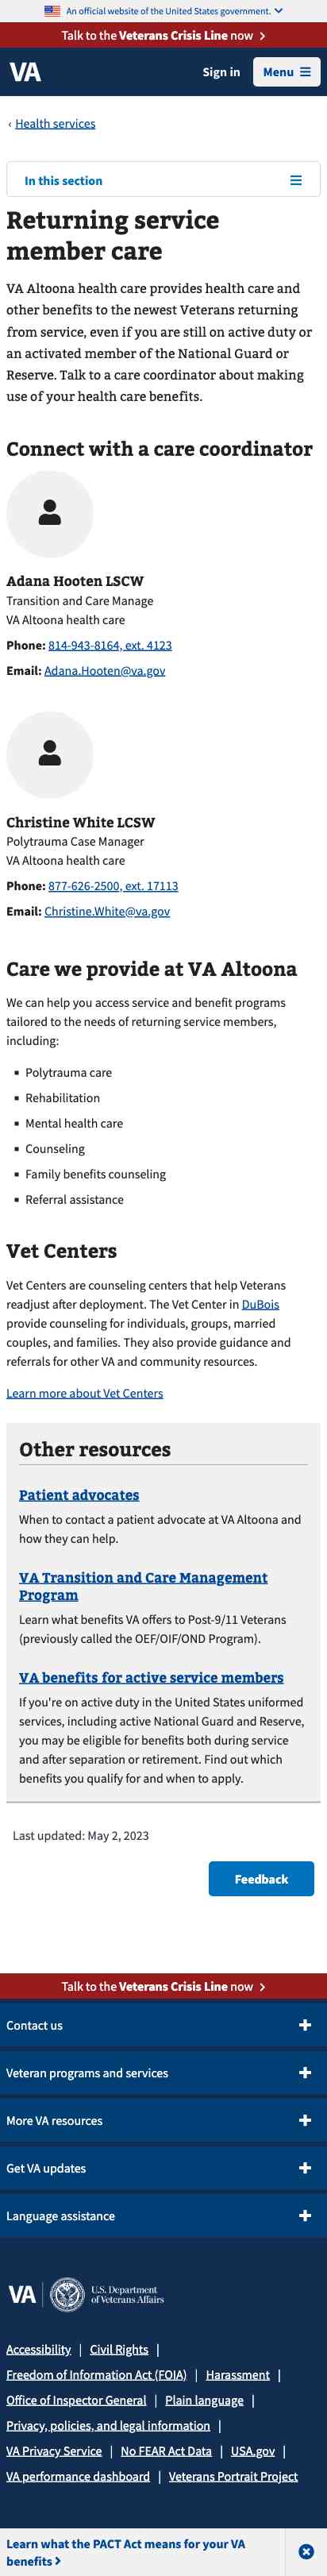 An official website of the United States government.
Talk to the Veterans Crisis Line now
VA
Sign in
Menu
‹ Health services
In this section
Returning service
member care
VA Altoona health care provides health care and
other benefits to the newest Veterans returning
from service, even if you are still on active duty or
an activated member of the National Guard or
Reserve. Talk to a care coordinator about making
use of your health care benefits.
Connect with a care coordinator
Adana Hooten LSCW
Transition and Care Manage
VA Altoona health care
Phone: 814-943-8164, ext. 4123
Email: Adana.Hooten@va.gov
Christine White LCSW
Polytrauma Case Manager
VA Altoona health care
Phone: 877-626-2500, ext. 17113
Email: Christine.White@va.gov
Care we provide at VA Altoona
We can help you access service and benefit programs
tailored to the needs of returning service members,
including:
▪ Polytrauma care
▪ Rehabilitation
▪ Mental health care
▪ Counseling
▪ Family benefits counseling
▪ Referral assistance
Vet Centers
Vet Centers are counseling centers that help Veterans
readjust after deployment. The Vet Center in DuBois
provide counseling for individuals, groups, married
couples, and families. They also provide guidance and
referrals for other VA and community resources.
Learn more about Vet Centers
Other resources
Patient advocates
When to contact a patient advocate at VA Altoona and
how they can help.
VA Transition and Care Management
Program
Learn what benefits VA offers to Post-9/11 Veterans
(previously called the OEF/OIF/OND Program).
VA benefits for active service members
If you're on active duty in the United States uniformed
services, including active National Guard and Reserve,
you may be eligible for benefits both during service
and after separation or retirement. Find out which
benefits you qualify for and when to apply.
Last updated: May 2, 2023
Feedback
Talk to the Veterans Crisis Line now
Contact us
Veteran programs and services
More VA resources
Get VA updates
Language assistance
VA
U.S. Department
of Veterans Affairs
Accessibility | Civil Rights |
Freedom of Information Act (FOIA) | Harassment |
Office of Inspector General | Plain language |
Privacy, policies, and legal information |
VA Privacy Service | No FEAR Act Data | USA.gov |
VA performance dashboard | Veterans Portrait Project
Learn what the PACT Act means for your VA
benefits